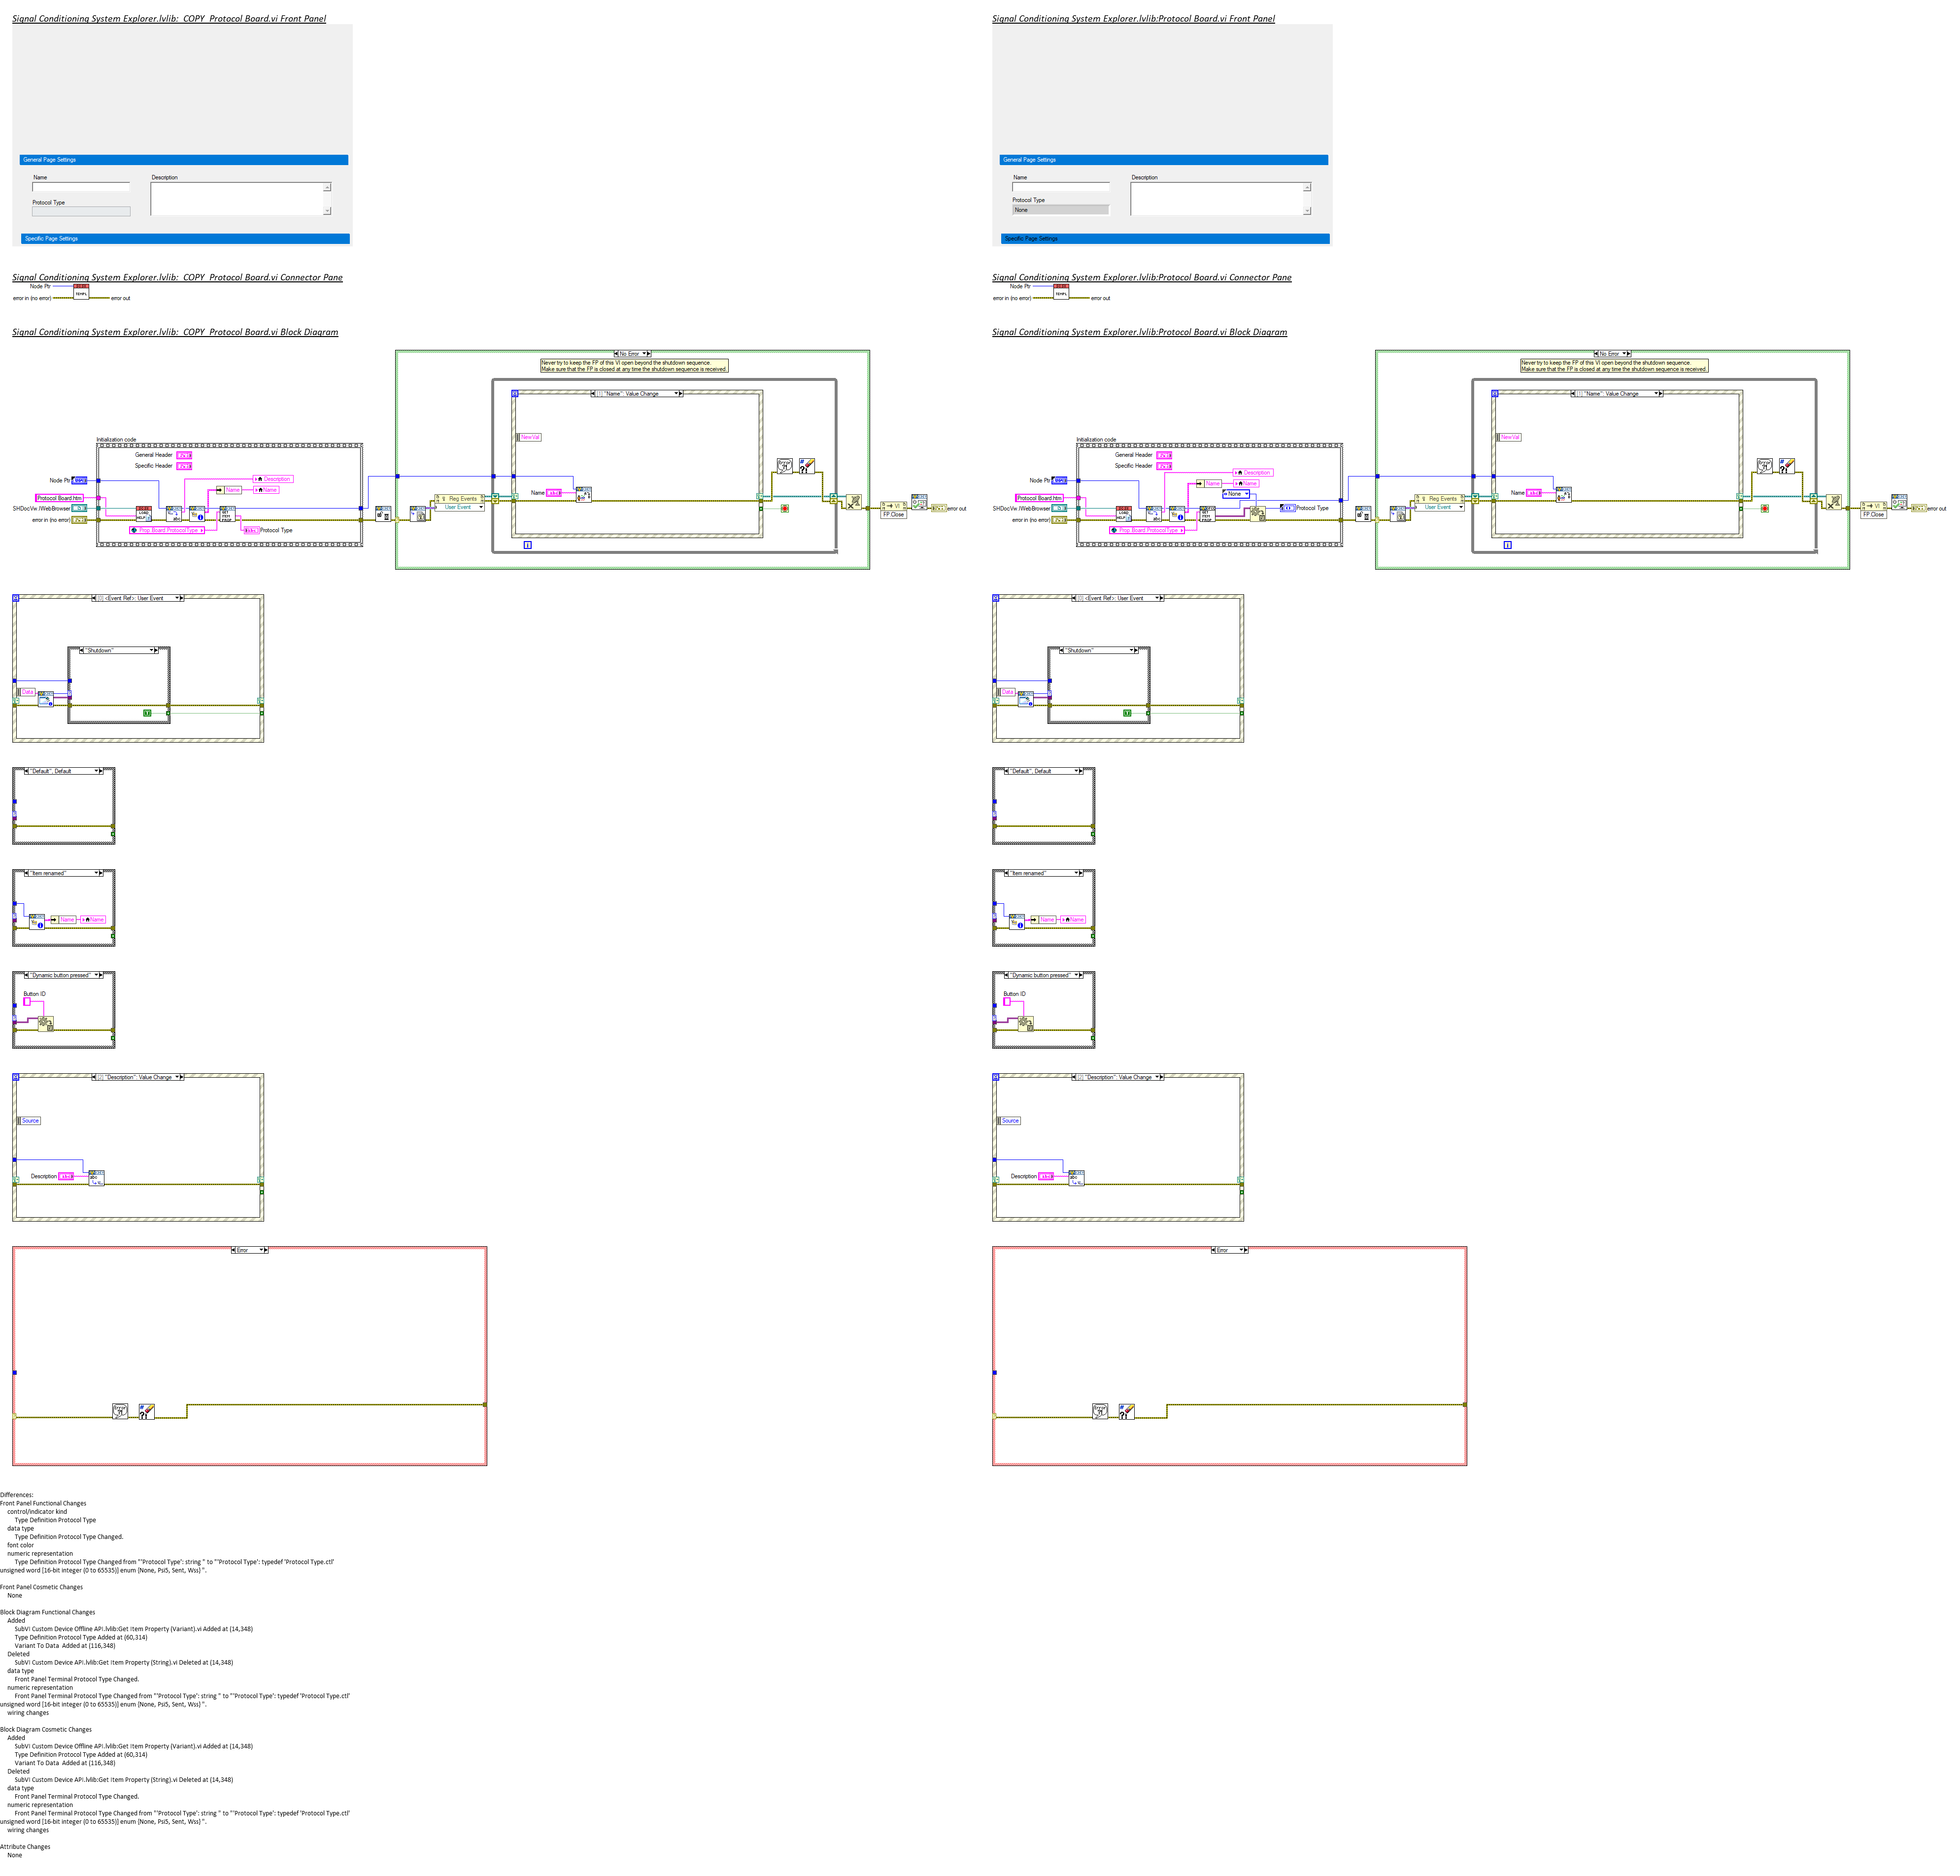 Signal Conditioning System Explorer.lvlib:_COPY_Protocol Board.vi Front Panel
General Page Settings
Name
Description
Protocol Type
Specific Page Settings
Signal Conditioning System Explorer.lvlib:_COPY_Protocol Board.vi Connector Pane
Node Ptr
error in (no error)
error out
Signal Conditioning System Explorer.lvlib:_COPY_Protocol Board.vi Block Diagram
No Error
Never try to keep the FP of this VI open beyond the shutdown sequence.
Make sure that the FP is closed at any time the shutdown sequence is received.
[1] "Name": Value Change
NewVal
Initialization code
General Header
Specific Header
Node Ptr
Description
Name
Name
Protocol Board.htm
SHDocVw.IWebBrowser
error in (no error)
Prop Board ProtocolType
Protocol Type
Reg Events
User Event
Name
VI
FP.Close
error out
[0] <Event Ref>: User Event
"Shutdown"
Data
"Default", Default
"Item renamed"
Name
Name
"Dynamic button pressed"
Button ID
[2] "Description": Value Change
Source
Description
Error
Signal Conditioning System Explorer.lvlib:Protocol Board.vi Front Panel
General Page Settings
Name
Description
Protocol Type
None
Specific Page Settings
Signal Conditioning System Explorer.lvlib:Protocol Board.vi Connector Pane
Node Ptr
error in (no error)
error out
Signal Conditioning System Explorer.lvlib:Protocol Board.vi Block Diagram
No Error
Never try to keep the FP of this VI open beyond the shutdown sequence.
Make sure that the FP is closed at any time the shutdown sequence is received.
[1] "Name": Value Change
NewVal
Initialization code
General Header
Specific Header
Node Ptr
Description
Name
Name
None
Protocol Board.htm
SHDocVw.IWebBrowser
error in (no error)
Prop Board ProtocolType
Protocol Type
Reg Events
User Event
Name
VI
FP.Close
error out
[0] <Event Ref>: User Event
"Shutdown"
Data
"Default", Default
"Item renamed"
Name
Name
"Dynamic button pressed"
Button ID
[2] "Description": Value Change
Source
Description
Error
Differences:
Front Panel Functional Changes
control/indicator kind
Type Definition Protocol Type
data type
Type Definition Protocol Type Changed.
font color
numeric representation
Type Definition Protocol Type Changed from "'Protocol Type': string " to "'Protocol Type': typedef 'Protocol Type.ctl'
unsigned word [16-bit integer (0 to 65535)] enum {None, Psi5, Sent, Wss} ".
Front Panel Cosmetic Changes
None
Block Diagram Functional Changes
Added
SubVI Custom Device Offline API.lvlib:Get Item Property (Variant).vi Added at (14,348)
Type Definition Protocol Type Added at (60,314)
Variant To Data  Added at (116,348)
Deleted
SubVI Custom Device API.lvlib:Get Item Property (String).vi Deleted at (14,348)
data type
Front Panel Terminal Protocol Type Changed.
numeric representation
Front Panel Terminal Protocol Type Changed from "'Protocol Type': string " to "'Protocol Type': typedef 'Protocol Type.ctl'
unsigned word [16-bit integer (0 to 65535)] enum {None, Psi5, Sent, Wss} ".
wiring changes
Block Diagram Cosmetic Changes
Added
SubVI Custom Device Offline API.lvlib:Get Item Property (Variant).vi Added at (14,348)
Type Definition Protocol Type Added at (60,314)
Variant To Data  Added at (116,348)
Deleted
SubVI Custom Device API.lvlib:Get Item Property (String).vi Deleted at (14,348)
data type
Front Panel Terminal Protocol Type Changed.
numeric representation
Front Panel Terminal Protocol Type Changed from "'Protocol Type': string " to "'Protocol Type': typedef 'Protocol Type.ctl'
unsigned word [16-bit integer (0 to 65535)] enum {None, Psi5, Sent, Wss} ".
wiring changes
Attribute Changes
None